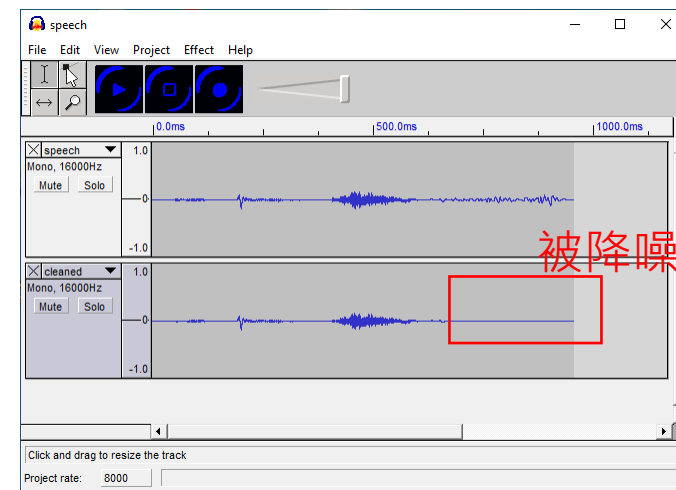 speech
File Edit View Project Effect Help
0.0ms 500.0ms 1000.0ms
speech 1.0
Mono, 16000Hz
Mute Solo 0
-1.0
被降噪
cleaned 1.0
Mono, 16000Hz
Mute Solo 0
-1.0
Click and drag to resize the track
Project rate: 8000